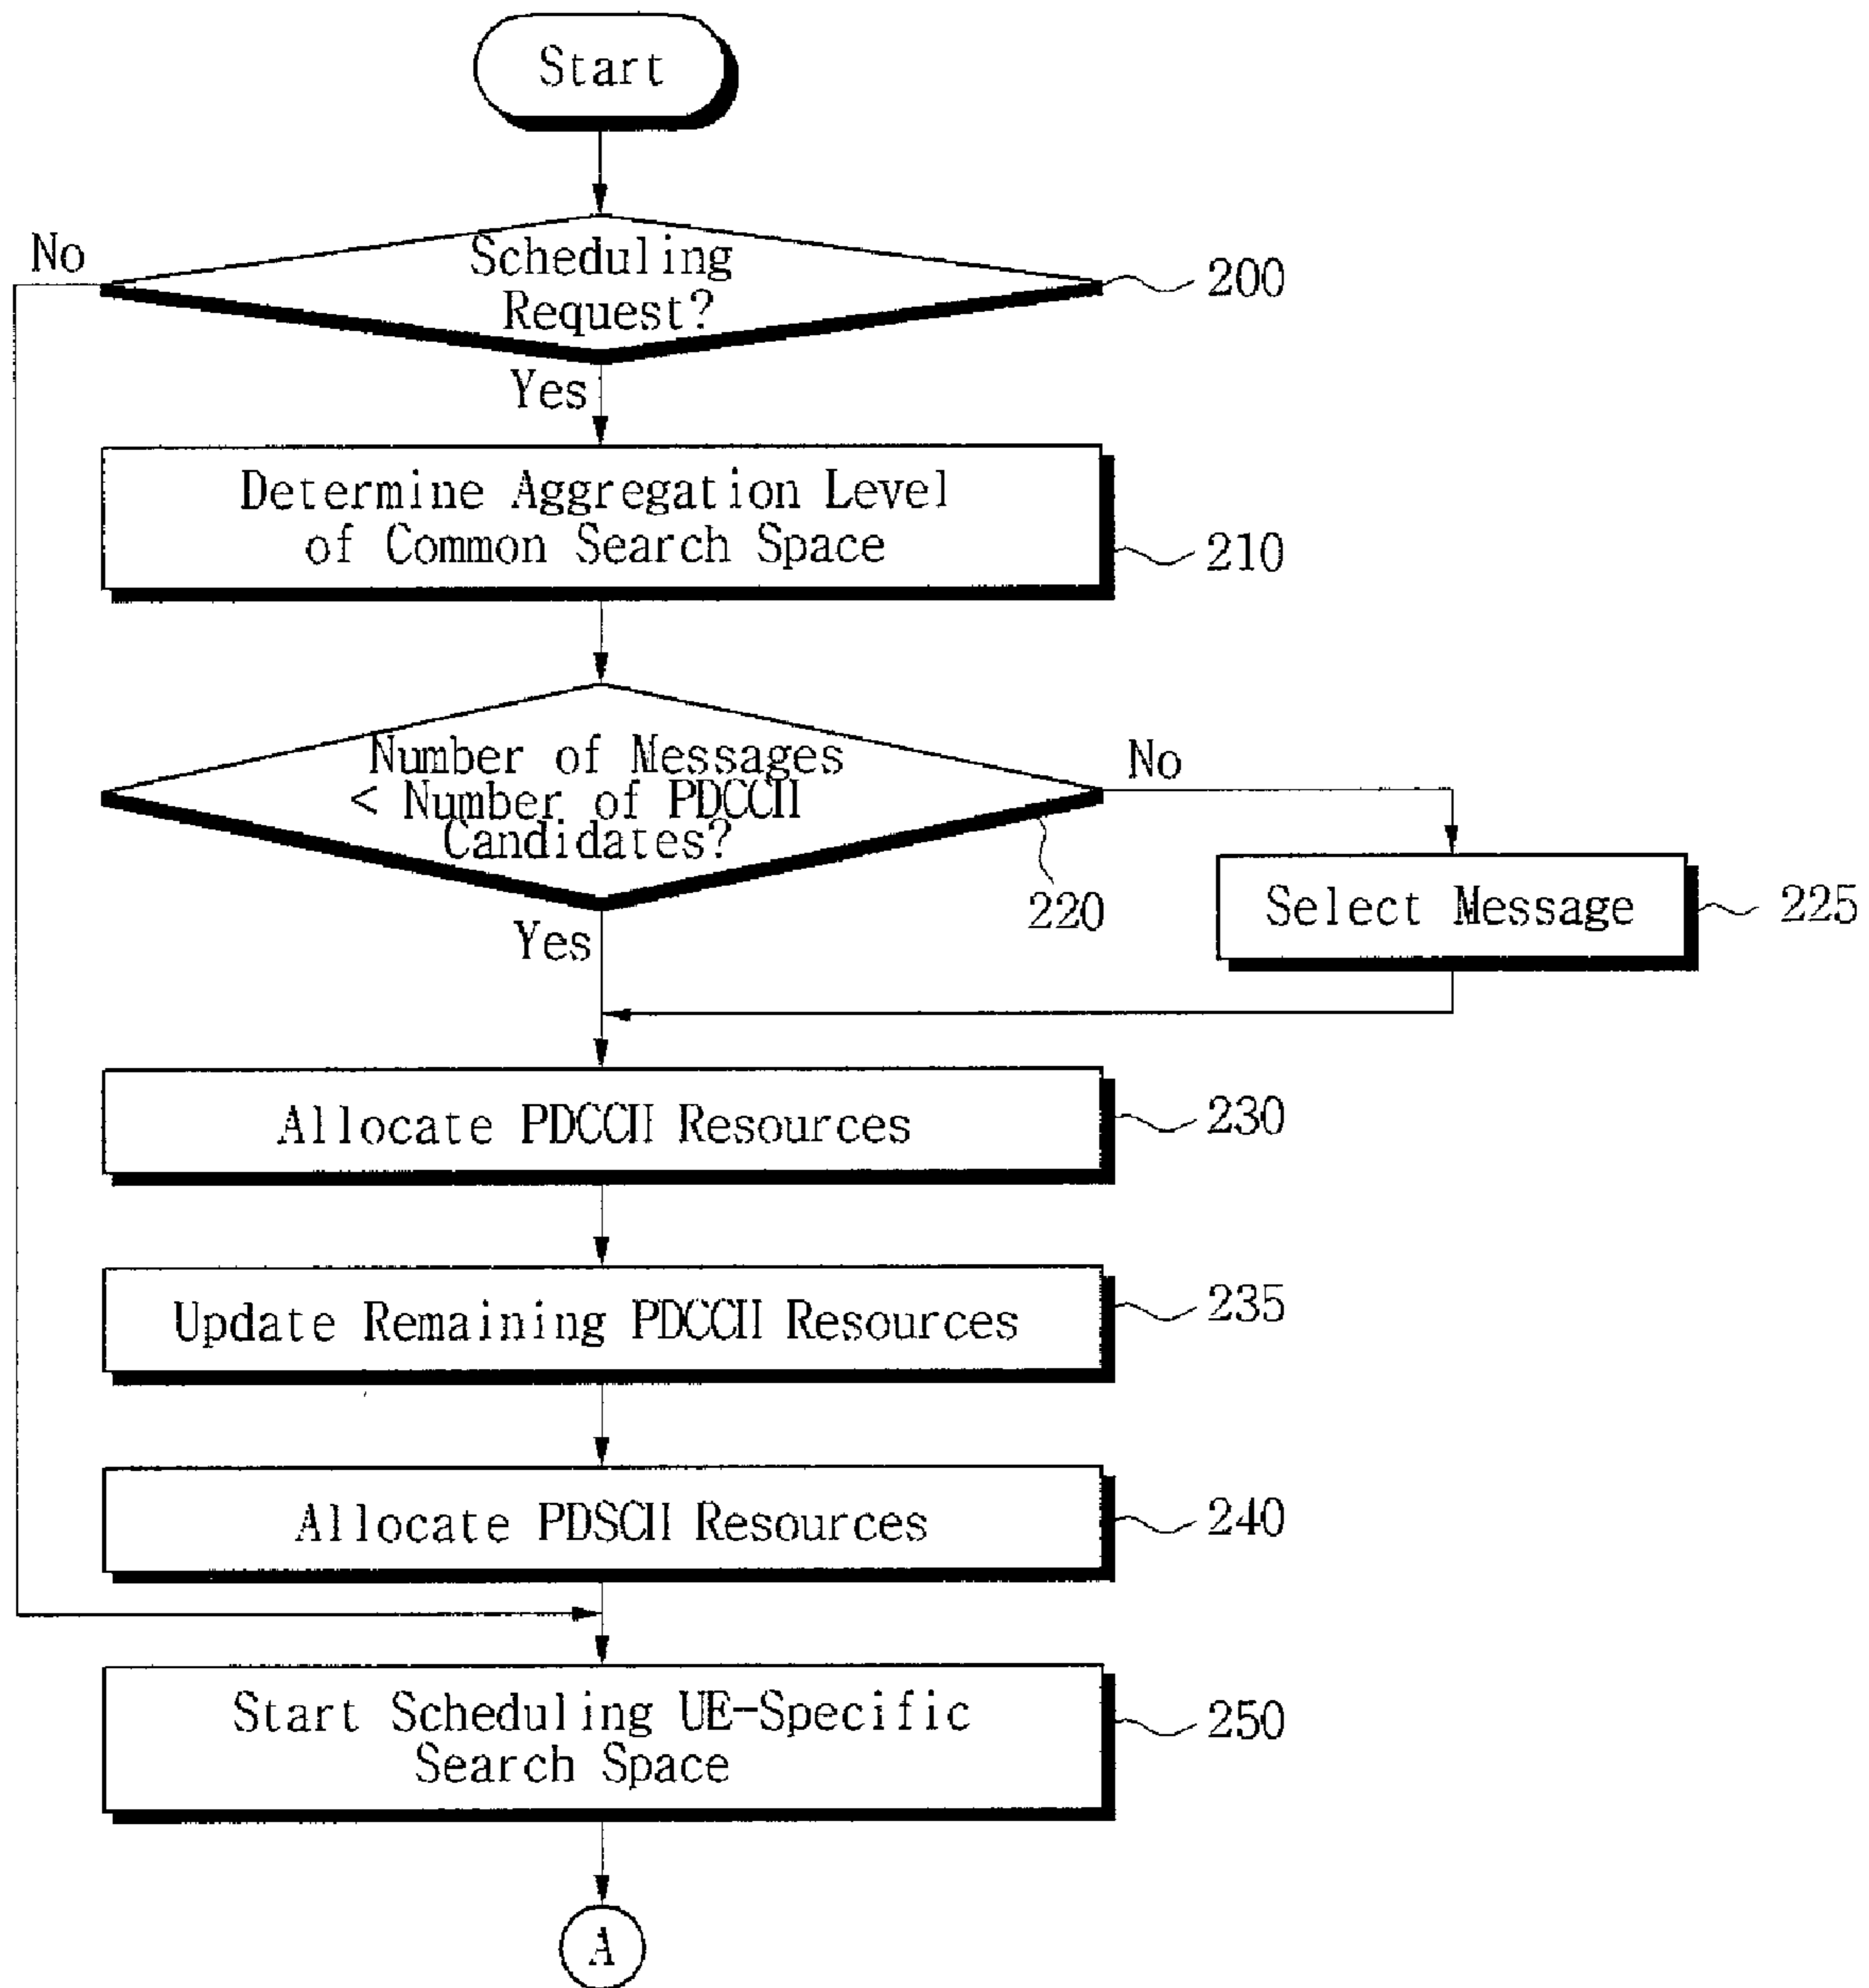 Start
No
Scheduling
Request?
200
Yes
Determine Aggregation Level
of Common Search Space
210
Number of Messages
< Number of PDCCH
Candidates?
No
220
Yes
Select Message
225
Allocate PDCCH Resources
230
Update Remaining PDCCH Resources
235
Allocate PDSCH Resources
240
Start Scheduling UE-Specific
Search Space
250
A